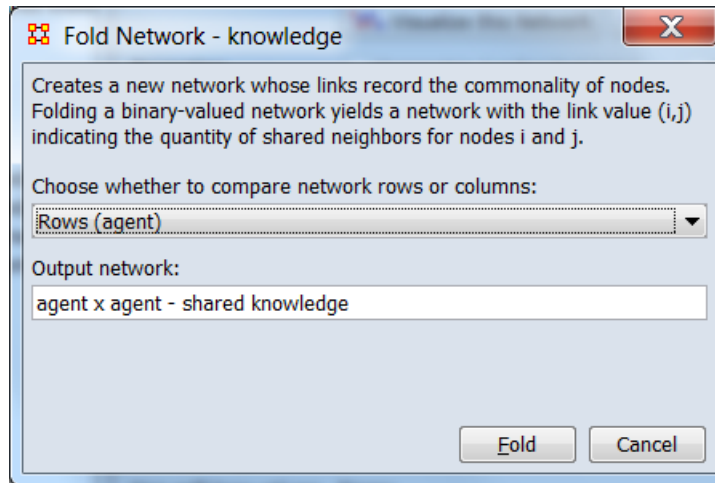 Fold Network - knowledge
Creates a new network whose links record the commonality of nodes.
Folding a binary-valued network yields a network with the link value (i,j)
indicating the quantity of shared neighbors for nodes i and j.
Choose whether to compare network rows or columns:
Rows (agent)
Output network:
agent x agent - shared knowledge
Fold
Cancel